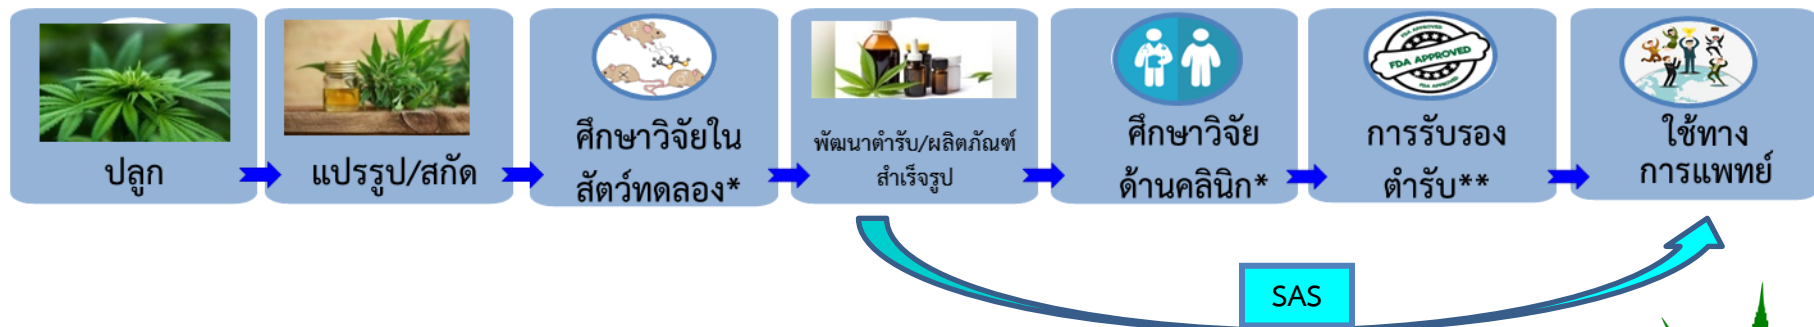 ปลูก
แปรรูป/สกัด
ศึกษาวิจัยใน
สัตว์ทดลอง*
พัฒนาตำรับ/ผลิตภัณฑ์
สำเร็จรูป
ศึกษาวิจัย
ด้านคลินิก*
FDA APPROVED
FDA APPROVED
FDA APPROVED
การรับรอง
ตำรับ**
ใช้ทาง
การแพทย์
SAS